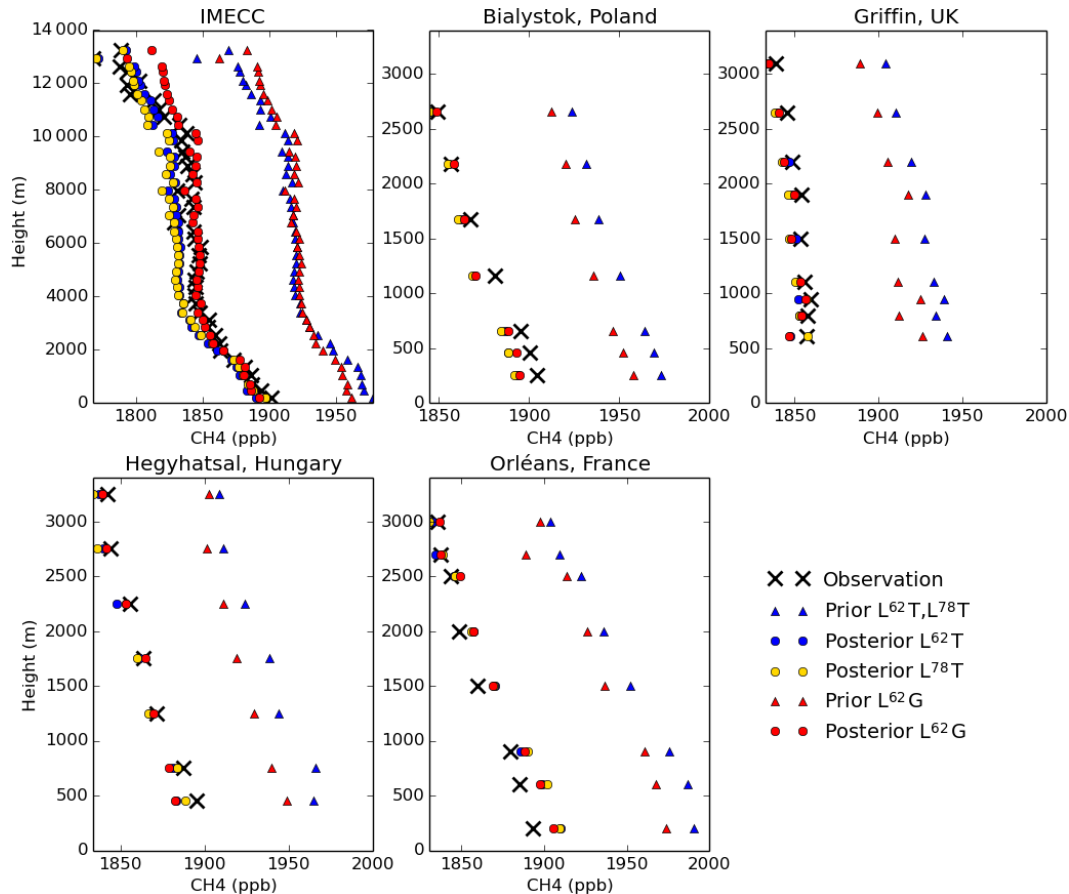 IMECC
Bialystok, Poland
Griffin, UK
14 000
12 000
10 000
8000
6000
4000
2000
0
Height (m)
1800 1850 1900 1950
CH4 (ppb)
3000
2500
2000
1500
1000
500
0
1850 1900 1950 2000
CH4 (ppb)
3000
2500
2000
1500
1000
500
0
1850 1900 1950 2000
CH4 (ppb)
Hegyhatsal, Hungary
Orléans, France
3000
2500
2000
1500
1000
500
0
Height (m)
1850 1900 1950 2000
CH4 (ppb)
3000
2500
2000
1500
1000
500
0
1850 1900 1950 2000
CH4 (ppb)
Observation
Prior L⁶²T,L⁷⁸T
Posterior L⁶²T
Posterior L⁷⁸T
Prior L⁶²G
Posterior L⁶²G